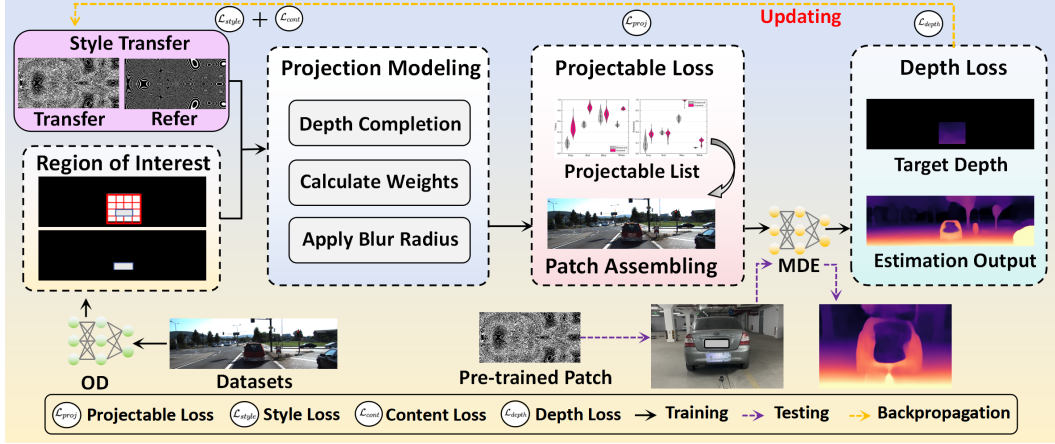 ℒstyle + ℒcont
ℒproj
Updating
ℒdepth
Style Transfer
Transfer Refer
Region of Interest
OD
Datasets
Projection Modeling
Depth Completion
Calculate Weights
Apply Blur Radius
Projectable Loss
Projectable List
Patch Assembling
MDE
Depth Loss
Target Depth
Estimation Output
Pre-trained Patch
ℒproj Projectable Loss ℒstyle Style Loss ℒcont Content Loss ℒdepth Depth Loss Training Testing Backpropagation